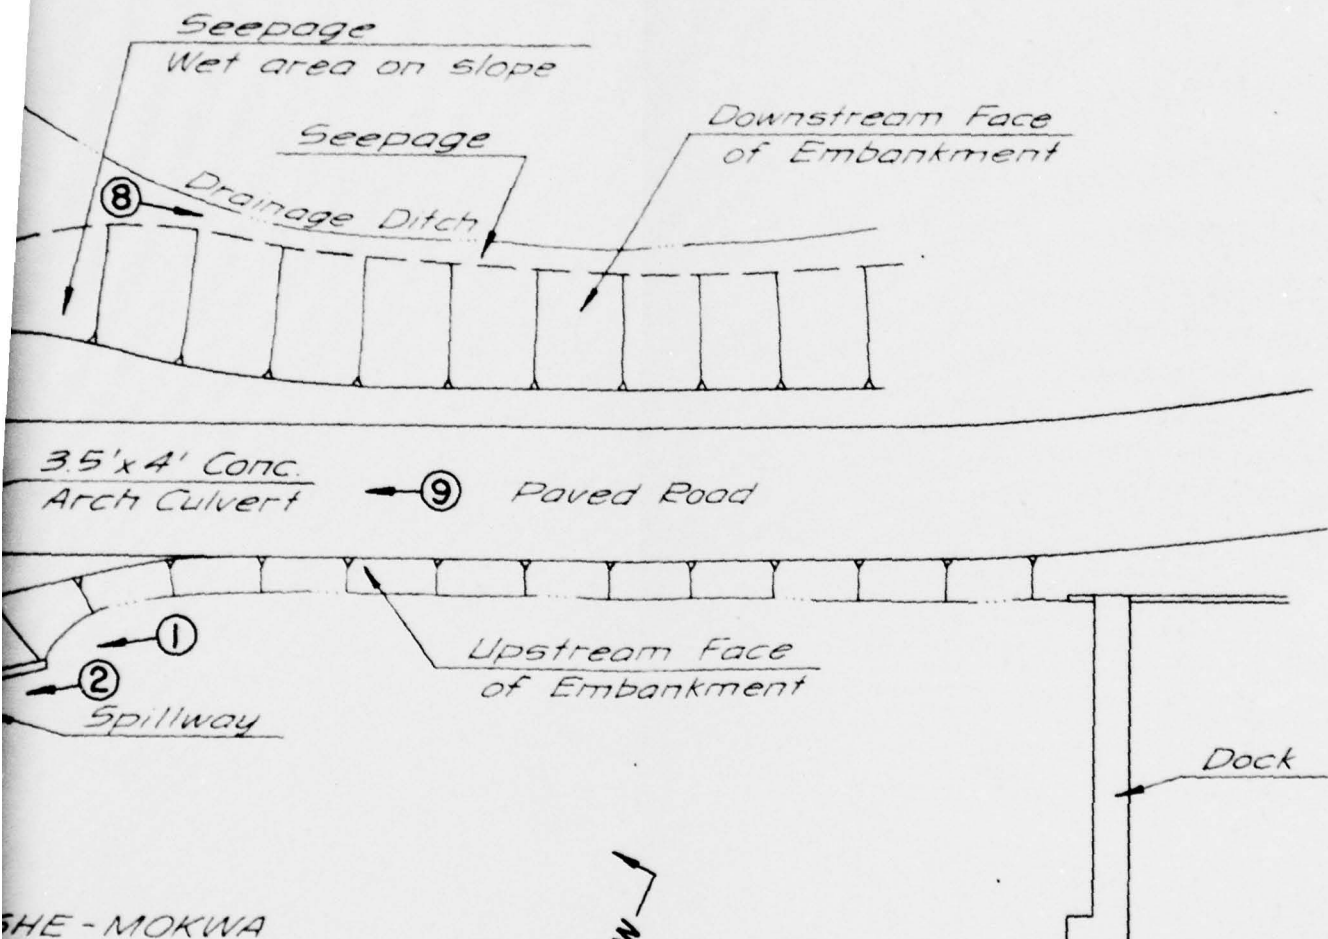 Seepage
Wet area on slope
Seepage
Downstream Face
of Embankment
8
Drainage Ditch
3.5'x4' Conc.
Arch Culvert
9
Paved Road
1
2
Upstream Face
of Embankment
Spillway
Dock
SHE-MOKWA